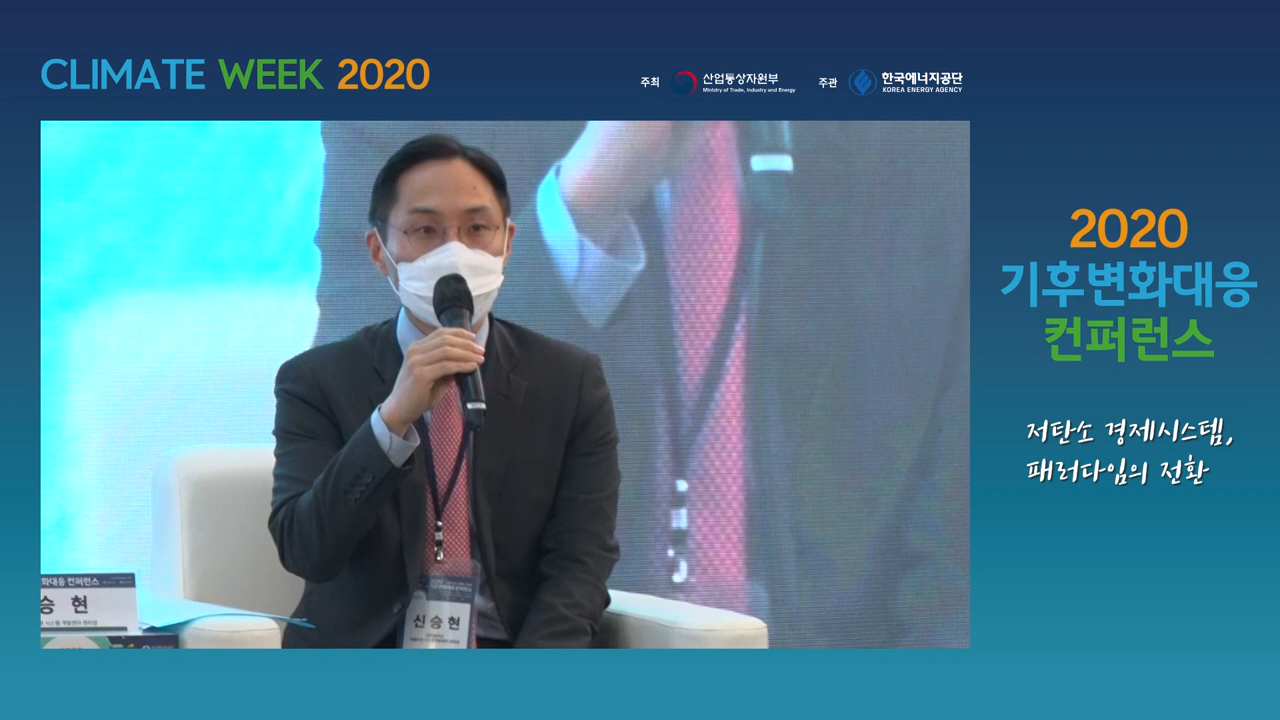 CLIMATE WEEK 2020
주최 산업통상자원부
Ministry of Trade, Industry and Energy
주관 한국에너지공단
KOREA ENERGY AGENCY
2020
기후변화대응
컨퍼런스
저탄소 경제시스템,
패러다임의 전환
화대응 컨퍼런스
승 현
신승현